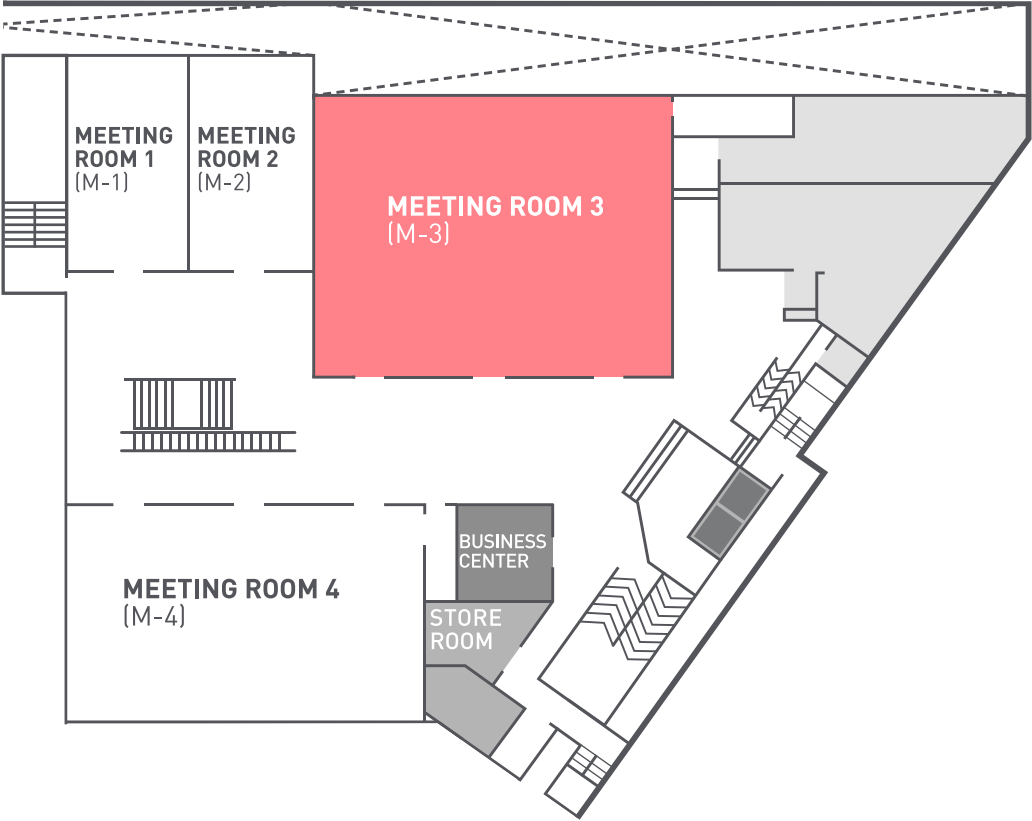 MEETING
ROOM 1
(M-1)
MEETING
ROOM 2
(M-2)
MEETING ROOM 3
(M-3)
BUSINESS
CENTER
MEETING ROOM 4
(M-4)
STORE
ROOM